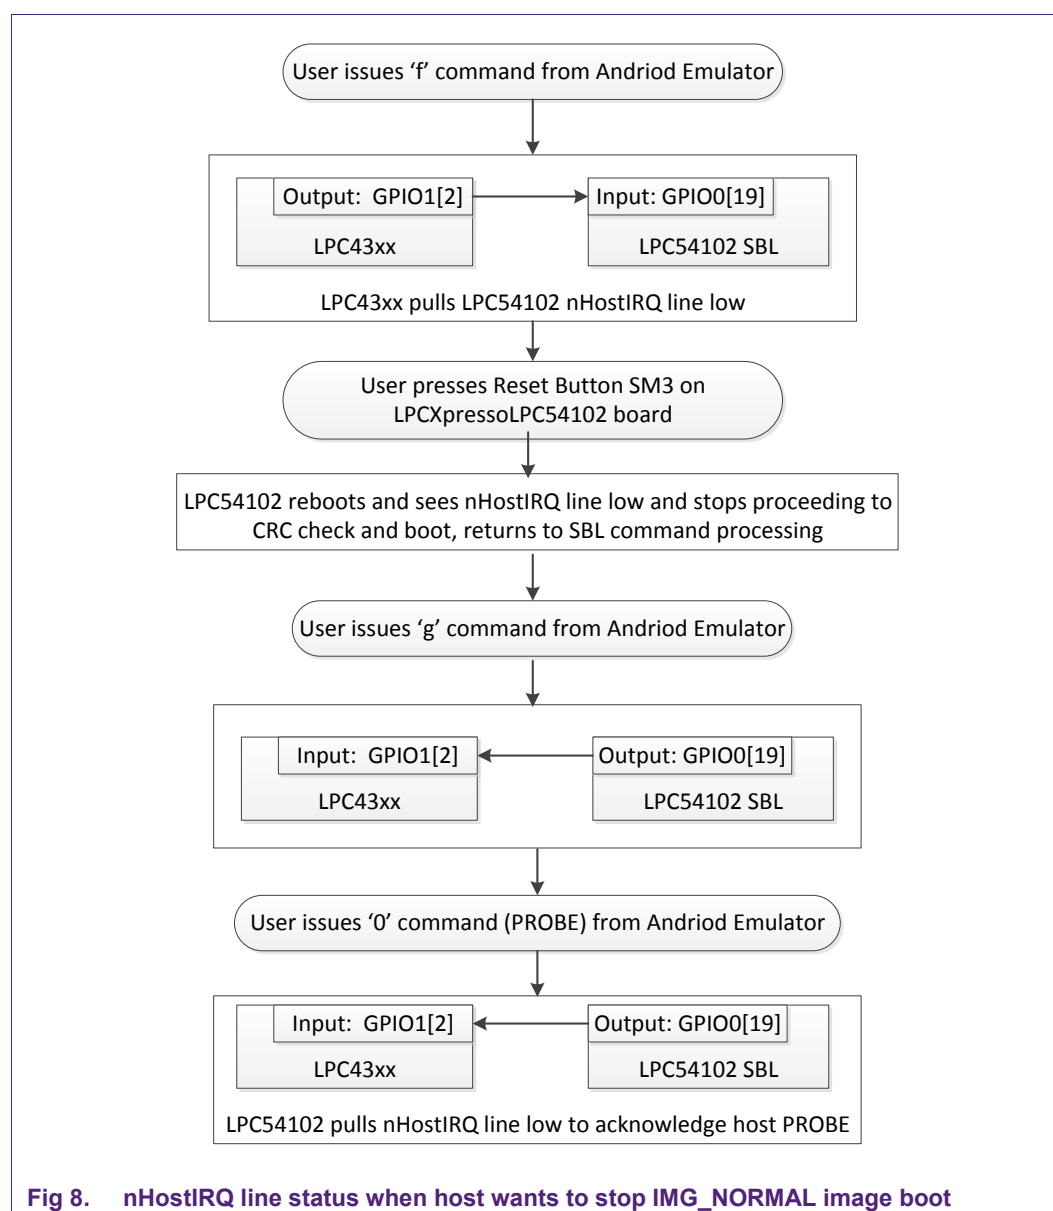 User issues ‘f’ command from Andriod Emulator
Output: GPIO1[2]
Input: GPIO0[19]
LPC43xx
LPC54102 SBL
LPC43xx pulls LPC54102 nHostIRQ line low
User presses Reset Button SM3 on
LPCXpressoLPC54102 board
LPC54102 reboots and sees nHostIRQ line low and stops proceeding to
CRC check and boot, returns to SBL command processing
User issues ‘g’ command from Andriod Emulator
Input: GPIO1[2]
Output: GPIO0[19]
LPC43xx
LPC54102 SBL
User issues ‘0’ command (PROBE) from Andriod Emulator
Input: GPIO1[2]
Output: GPIO0[19]
LPC43xx
LPC54102 SBL
LPC54102 pulls nHostIRQ line low to acknowledge host PROBE
Fig 8. nHostIRQ line status when host wants to stop IMG_NORMAL image boot